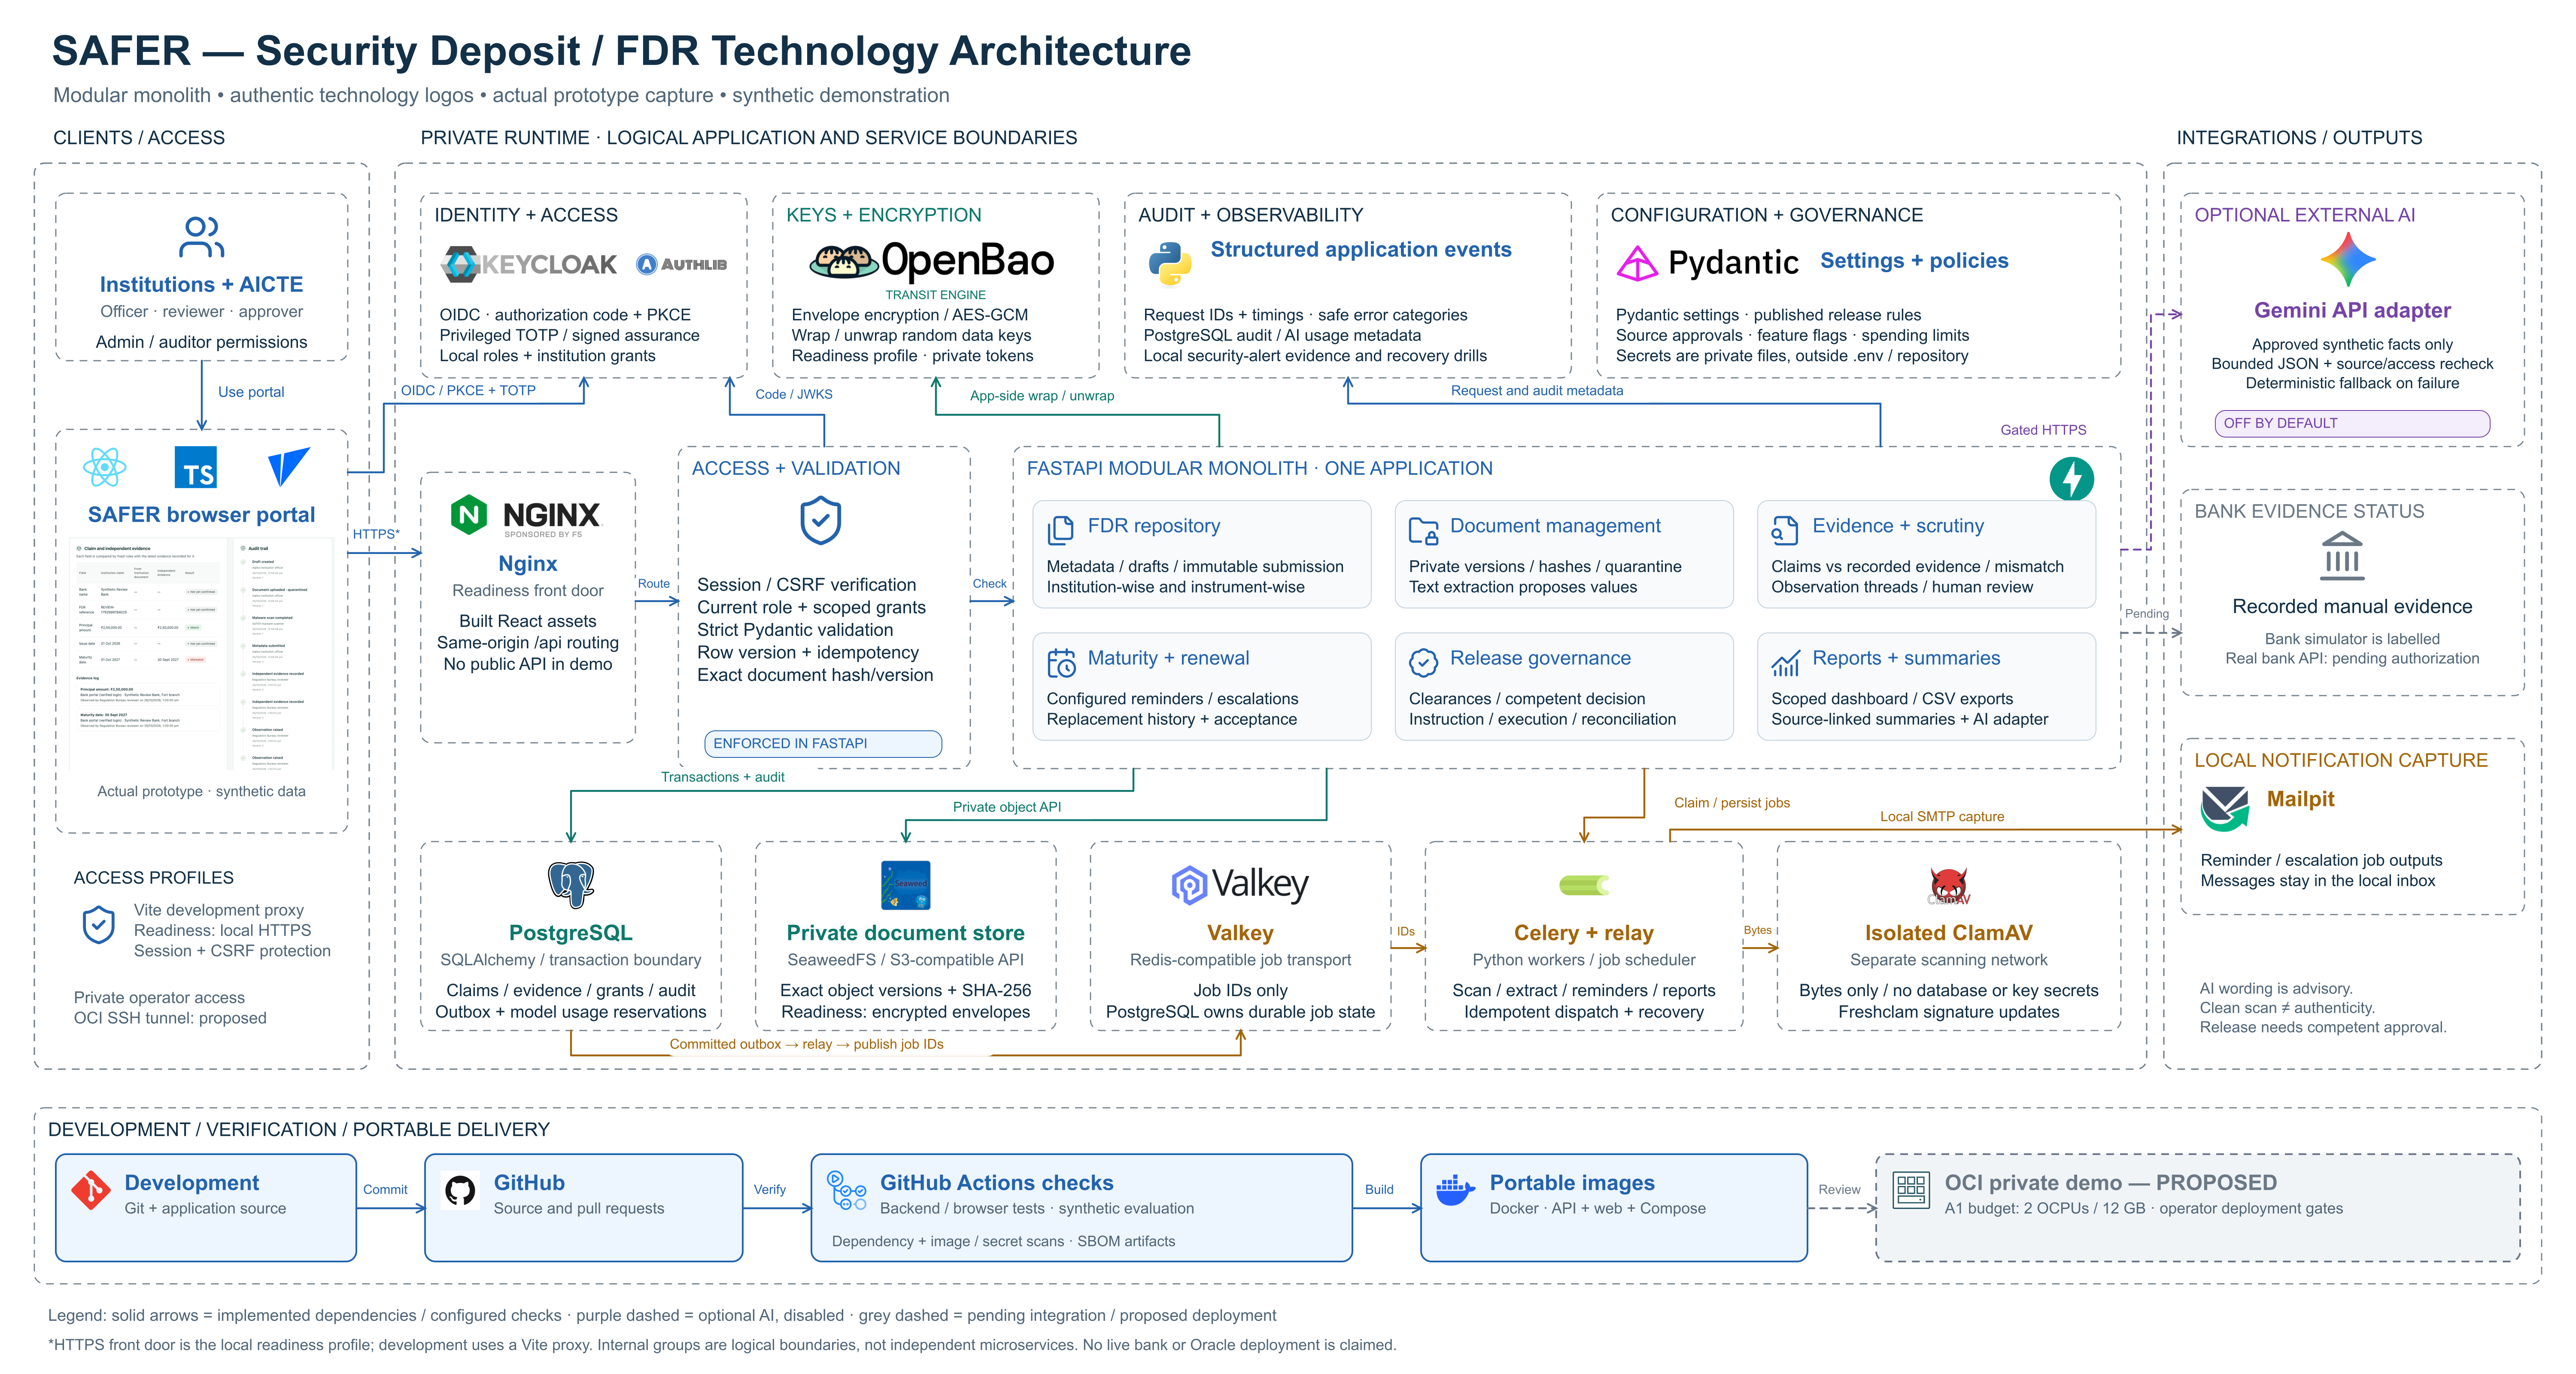 SAFER — Security Deposit / FDR Technology Architecture
Modular monolith • authentic technology logos • actual prototype capture • synthetic demonstration
CLIENTS / ACCESS
Institutions + AICTE
Officer · reviewer · approver
Admin / auditor permissions
Use portal
TS
SAFER browser portal
Claim and independent evidence
Audit trail
Actual prototype · synthetic data
ACCESS PROFILES
Vite development proxy
Readiness: local HTTPS
Session + CSRF protection
Private operator access
OCI SSH tunnel: proposed
PRIVATE RUNTIME · LOGICAL APPLICATION AND SERVICE BOUNDARIES
IDENTITY + ACCESS
KEYCLOAK
AUTHLIB
OIDC · authorization code + PKCE
Privileged TOTP / signed assurance
Local roles + institution grants
KEYS + ENCRYPTION
OpenBao
TRANSIT ENGINE
Envelope encryption / AES-GCM
Wrap / unwrap random data keys
Readiness profile · private tokens
AUDIT + OBSERVABILITY
Structured application events
Request IDs + timings · safe error categories
PostgreSQL audit / AI usage metadata
Local security-alert evidence and recovery drills
CONFIGURATION + GOVERNANCE
Pydantic
Settings + policies
Pydantic settings · published release rules
Source approvals · feature flags · spending limits
Secrets are private files, outside .env / repository
OIDC / PKCE + TOTP
Code / JWKS
App-side wrap / unwrap
Request and audit metadata
Gated HTTPS
HTTPS*
NGINX
SPONSORED BY F5
Nginx
Readiness front door
Built React assets
Same-origin /api routing
No public API in demo
Route
ACCESS + VALIDATION
Session / CSRF verification
Current role + scoped grants
Strict Pydantic validation
Row version + idempotency
Exact document hash/version
ENFORCED IN FASTAPI
Check
FASTAPI MODULAR MONOLITH · ONE APPLICATION
FDR repository
Metadata / drafts / immutable submission
Institution-wise and instrument-wise
Document management
Private versions / hashes / quarantine
Text extraction proposes values
Evidence + scrutiny
Claims vs recorded evidence / mismatch
Observation threads / human review
Maturity + renewal
Configured reminders / escalations
Replacement history + acceptance
Release governance
Clearances / competent decision
Instruction / execution / reconciliation
Reports + summaries
Scoped dashboard / CSV exports
Source-linked summaries + AI adapter
Pending
Transactions + audit
Private object API
Claim / persist jobs
Local SMTP capture
PostgreSQL
SQLAlchemy / transaction boundary
Claims / evidence / grants / audit
Outbox + model usage reservations
Seaweed
Private document store
SeaweedFS / S3-compatible API
Exact object versions + SHA-256
Readiness: encrypted envelopes
Valkey
Valkey
Redis-compatible job transport
Job IDs only
PostgreSQL owns durable job state
IDs
Celery + relay
Python workers / job scheduler
Scan / extract / reminders / reports
Idempotent dispatch + recovery
Bytes
ClamAV
Isolated ClamAV
Separate scanning network
Bytes only / no database or key secrets
Freshclam signature updates
Committed outbox → relay → publish job IDs
INTEGRATIONS / OUTPUTS
OPTIONAL EXTERNAL AI
Gemini API adapter
Approved synthetic facts only
Bounded JSON + source/access recheck
Deterministic fallback on failure
OFF BY DEFAULT
BANK EVIDENCE STATUS
Recorded manual evidence
Bank simulator is labelled
Real bank API: pending authorization
LOCAL NOTIFICATION CAPTURE
Mailpit
Reminder / escalation job outputs
Messages stay in the local inbox
AI wording is advisory.
Clean scan ≠ authenticity.
Release needs competent approval.
DEVELOPMENT / VERIFICATION / PORTABLE DELIVERY
Development
Git + application source
Commit
GitHub
Source and pull requests
Verify
GitHub Actions checks
Backend / browser tests · synthetic evaluation
Dependency + image / secret scans · SBOM artifacts
Build
Portable images
Docker · API + web + Compose
Review
OCI private demo — PROPOSED
A1 budget: 2 OCPUs / 12 GB · operator deployment gates
Legend: solid arrows = implemented dependencies / configured checks · purple dashed = optional AI, disabled · grey dashed = pending integration / proposed deployment
*HTTPS front door is the local readiness profile; development uses a Vite proxy. Internal groups are logical boundaries, not independent microservices. No live bank or Oracle deployment is claimed.